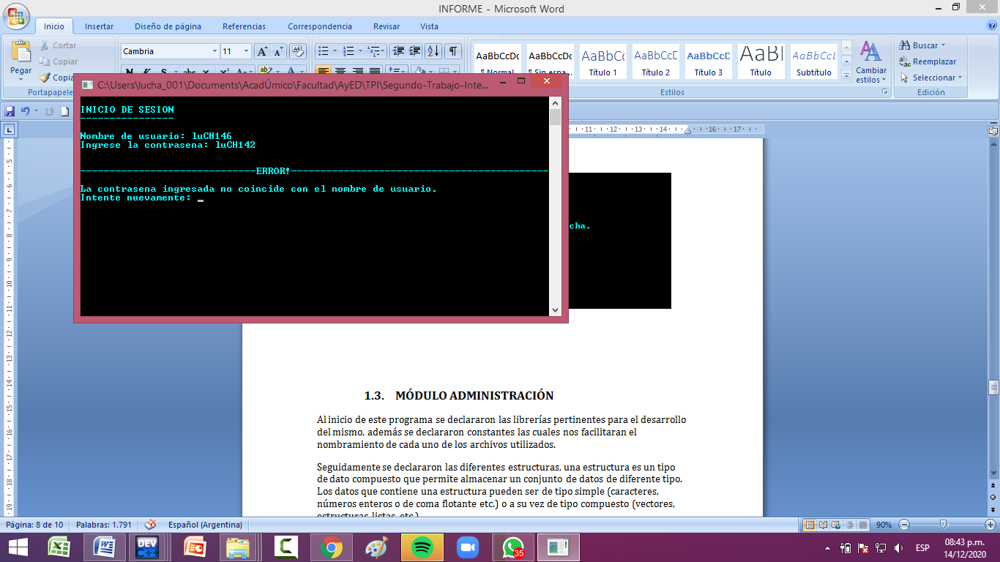 INFORME - Microsoft Word
Inicio Insertar Diseño de página Referencias Correspondencia Revisar Vista
Pegar
Cortar
Copiar
Portapapeles
Cambria 11
AaBbCcDc AaBbCcDc AaBbCc AaBbCcD AaBbCcD AaBb AaBbCcL
Título 1 Título 2 Título 3 Título Subtítulo
Cambiar estilos
Estilos
Buscar
Reemplazar
Seleccionar
Edición
C:\Users\lucha_001\Documents\AcadÚmico\Facultad\AyED\TPI\Segundo-Trabajo-Inte...
INICIO DE SESION
----------------
Nombre de usuario: luCH146
Ingrese la contrasena: luCH142
------------------------------ERROR!--------------------------------------------
La contrasena ingresada no coincide con el nombre de usuario.
Intente nuevamente: _
11 12 13 14 16 17
cha.
1.3. MÓDULO ADMINISTRACIÓN
Al inicio de este programa se declararon las librerías pertinentes para el desarrollo
del mismo, además se declararon constantes las cuales nos facilitaran el
nombramiento de cada uno de los archivos utilizados.
Seguidamente se declararon las diferentes estructuras, una estructura es un tipo
de dato compuesto que permite almacenar un conjunto de datos de diferente tipo.
Los datos que contiene una estructura pueden ser de tipo simple (caracteres,
números enteros o de coma flotante etc.) o a su vez de tipo compuesto (vectores,
estructuras, listas, etc.)
Página: 8 de 10 Palabras: 1.791 Español (Argentina) 90%
DEV C++
35
ESP
08:43 p.m.
14/12/2020